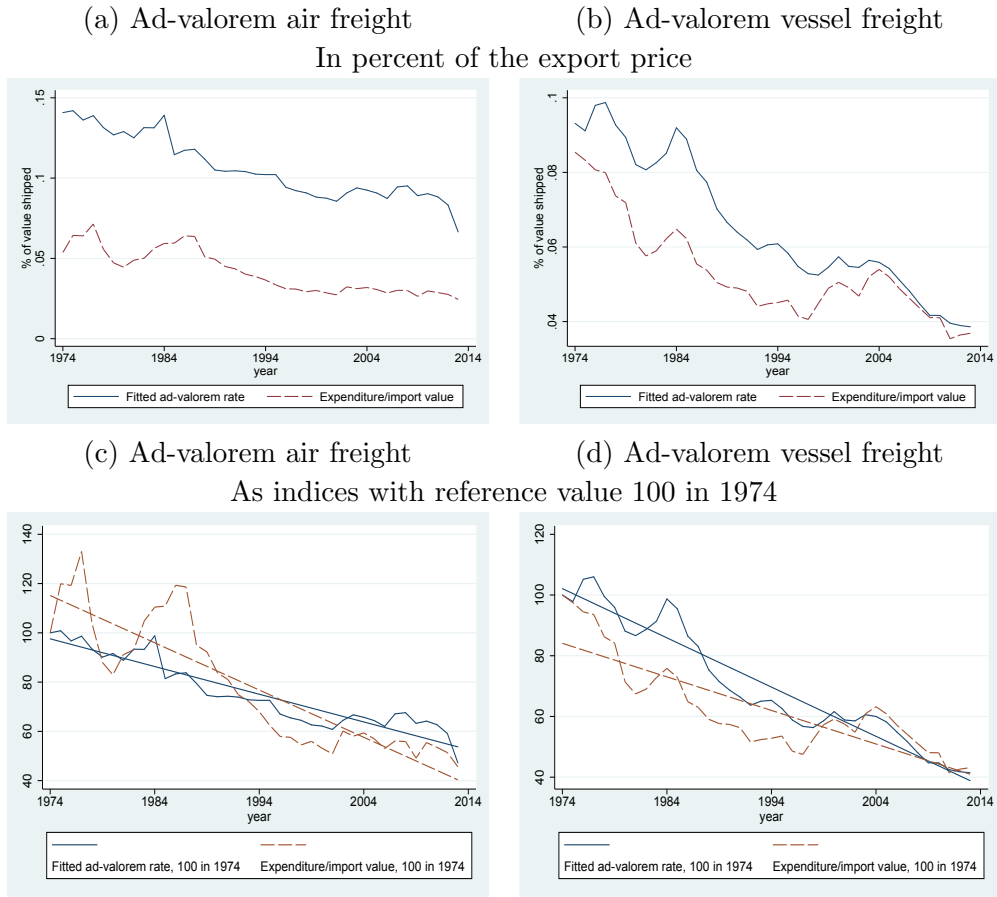 (a) Ad-valorem air freight
(b) Ad-valorem vessel freight
In percent of the export price
% of value shipped
.15
.1
.05
0
1974 1984 1994 2004 2014
year
Fitted ad-valorem rate Expenditure/import value
% of value shipped
.1
.08
.06
.04
1974 1984 1994 2004 2014
year
Fitted ad-valorem rate Expenditure/import value
(c) Ad-valorem air freight
(d) Ad-valorem vessel freight
As indices with reference value 100 in 1974
140
120
100
80
60
40
1974 1984 1994 2004 2014
year
Fitted ad-valorem rate, 100 in 1974 Expenditure/import value, 100 in 1974
120
100
80
60
40
1974 1984 1994 2004 2014
year
Fitted ad-valorem rate, 100 in 1974 Expenditure/import value, 100 in 1974